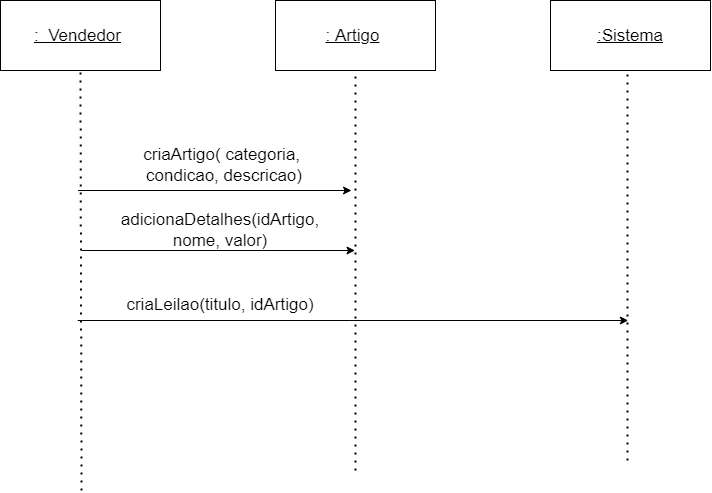 :  Vendedor
: Artigo
:Sistema
criaArtigo( categoria,
condicao, descricao)
adicionaDetalhes(idArtigo,
nome, valor)
criaLeilao(titulo, idArtigo)